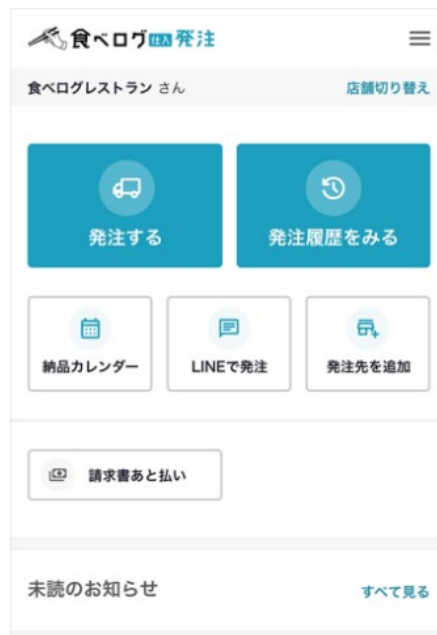 食べログ仕入発注
食べログレストラン さん
店舗切り替え
発注する
発注履歴をみる
納品カレンダー
LINEで発注
発注先を追加
請求書あと払い
未読のお知らせ
すべて見る